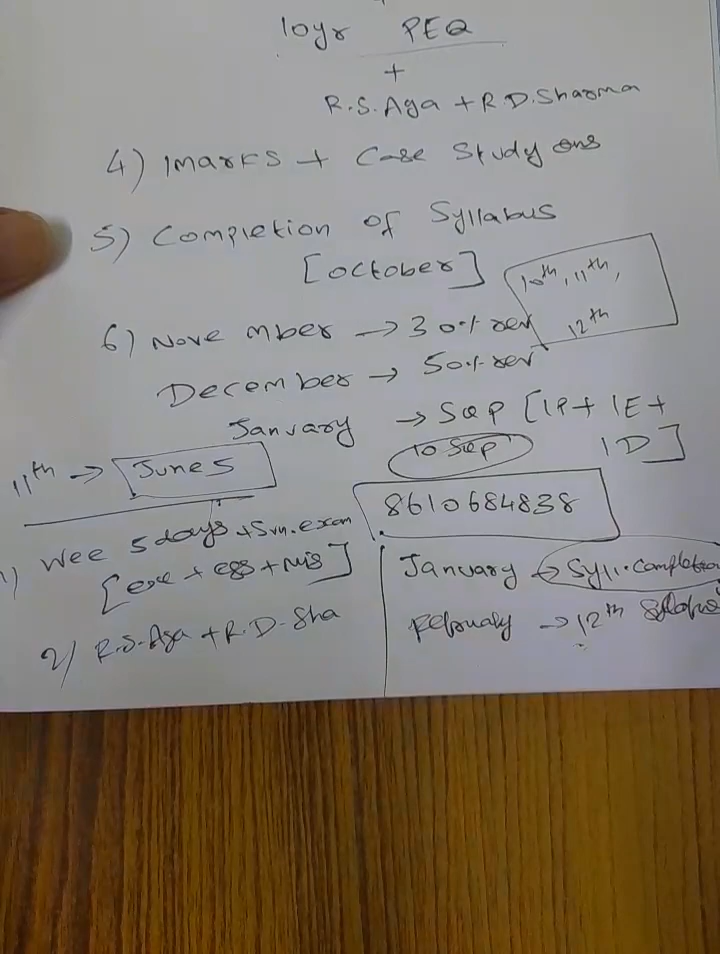 10yr PEQ
+
R.S.Aga + R.D.Sharma
4) 1marks + Case Study qns
5) Completion of Syllabus
[october]
10th, 11th,
12th
6) November → 30% rev
December → 50% rev
January → SQP [1P+ 1E+
1D]
10 SQP
11th → June 5
8610684838
1) Wee 5 days + Sun.exam
[exe + egs + mis]
2) R.S.Aga + R.D-Sha
January → Syll.Completion
February → 12th Syllabus